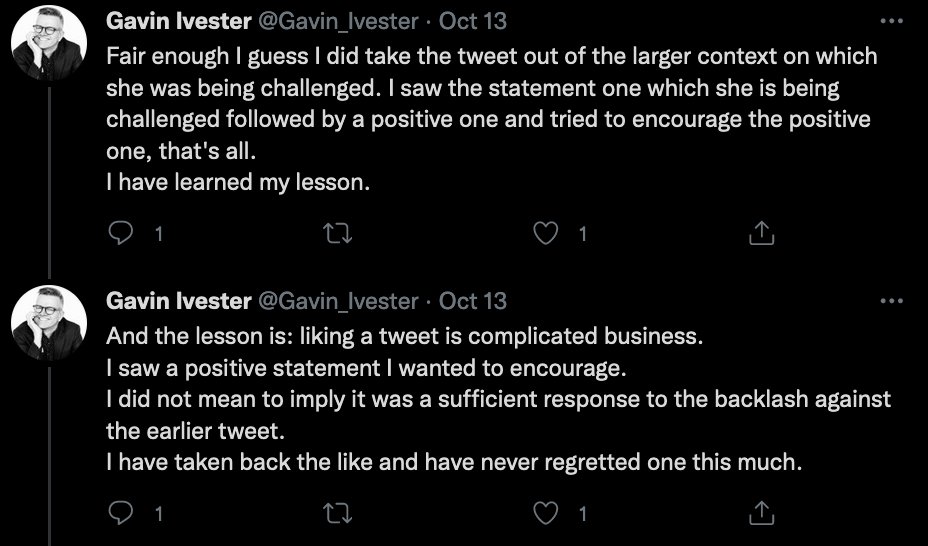 Gavin Ivester @Gavin_Ivester · Oct 13
Fair enough I guess I did take the tweet out of the larger context on which
she was being challenged. I saw the statement one which she is being
challenged followed by a positive one and tried to encourage the positive
one, that's all.
I have learned my lesson.
1 1
Gavin Ivester @Gavin_Ivester · Oct 13
And the lesson is: liking a tweet is complicated business.
I saw a positive statement I wanted to encourage.
I did not mean to imply it was a sufficient response to the backlash against
the earlier tweet.
I have taken back the like and have never regretted one this much.
1 1